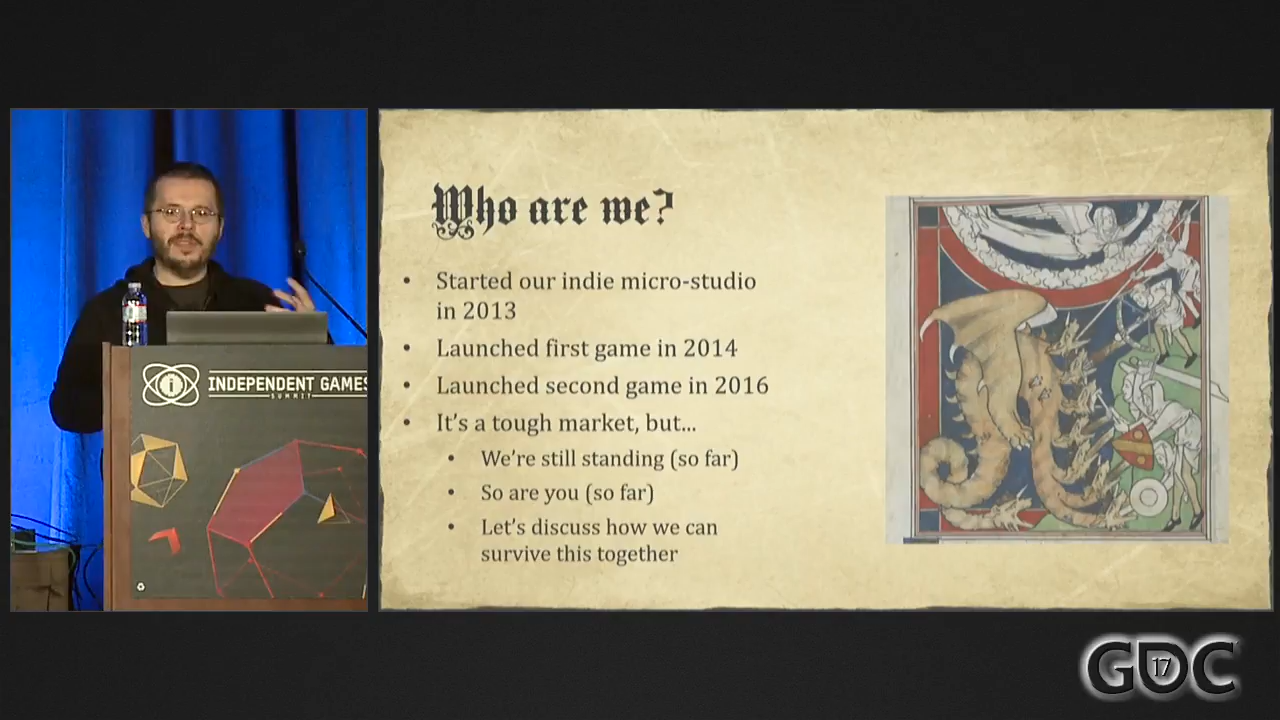 Who are we?
• Started our indie micro-studio
in 2013
• Launched first game in 2014
• Launched second game in 2016
• It's a tough market, but...
• We're still standing (so far)
• So are you (so far)
• Let's discuss how we can
survive this together
i
INDEPENDENT GAMES
SUMMIT
GDC
17